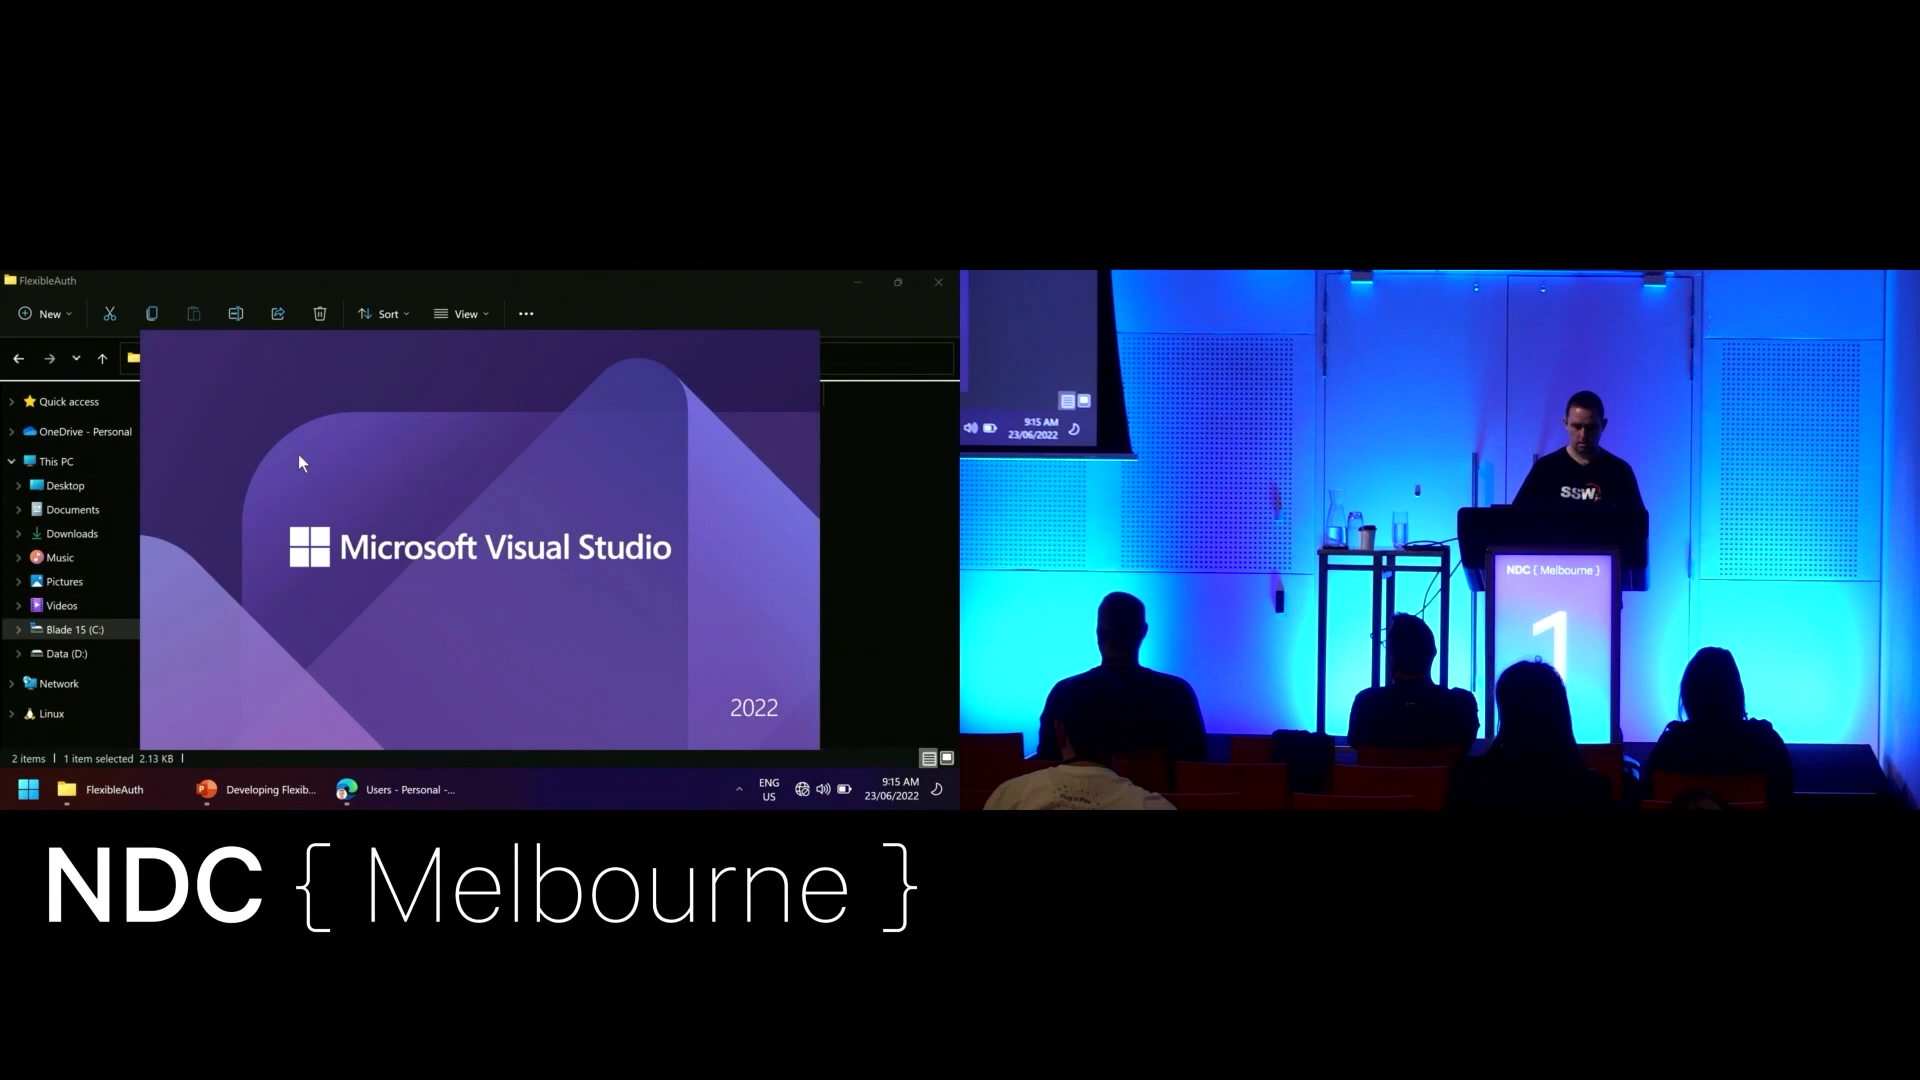 FlexibleAuth
New
Sort
View
Quick access
OneDrive - Personal
This PC
Desktop
Documents
Downloads
Music
Pictures
Videos
Blade 15 (C:)
Data (D:)
Network
Linux
Microsoft Visual Studio
2022
2 items
1 item selected 2.13 KB
FlexibleAuth
Developing Flexib...
Users - Personal -...
ENG
US
9:15 AM
23/06/2022
9:15 AM
23/06/2022
SSW
NDC { Melbourne }
1
NDC { Melbourne }